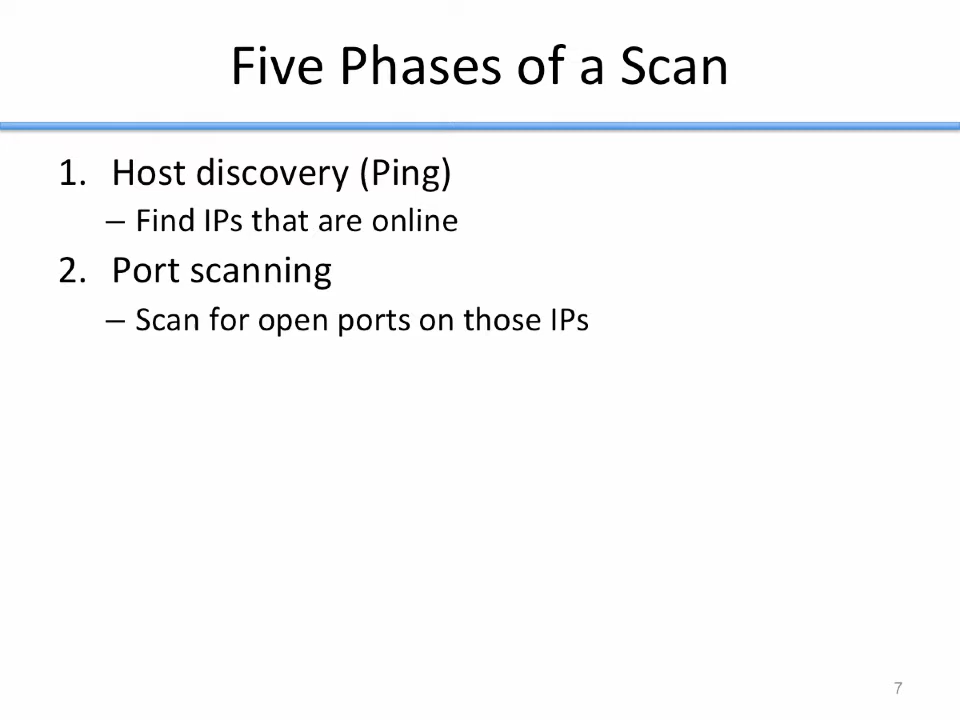 Five Phases of a Scan
1. Host discovery (Ping)
– Find IPs that are online
2. Port scanning
– Scan for open ports on those IPs
7